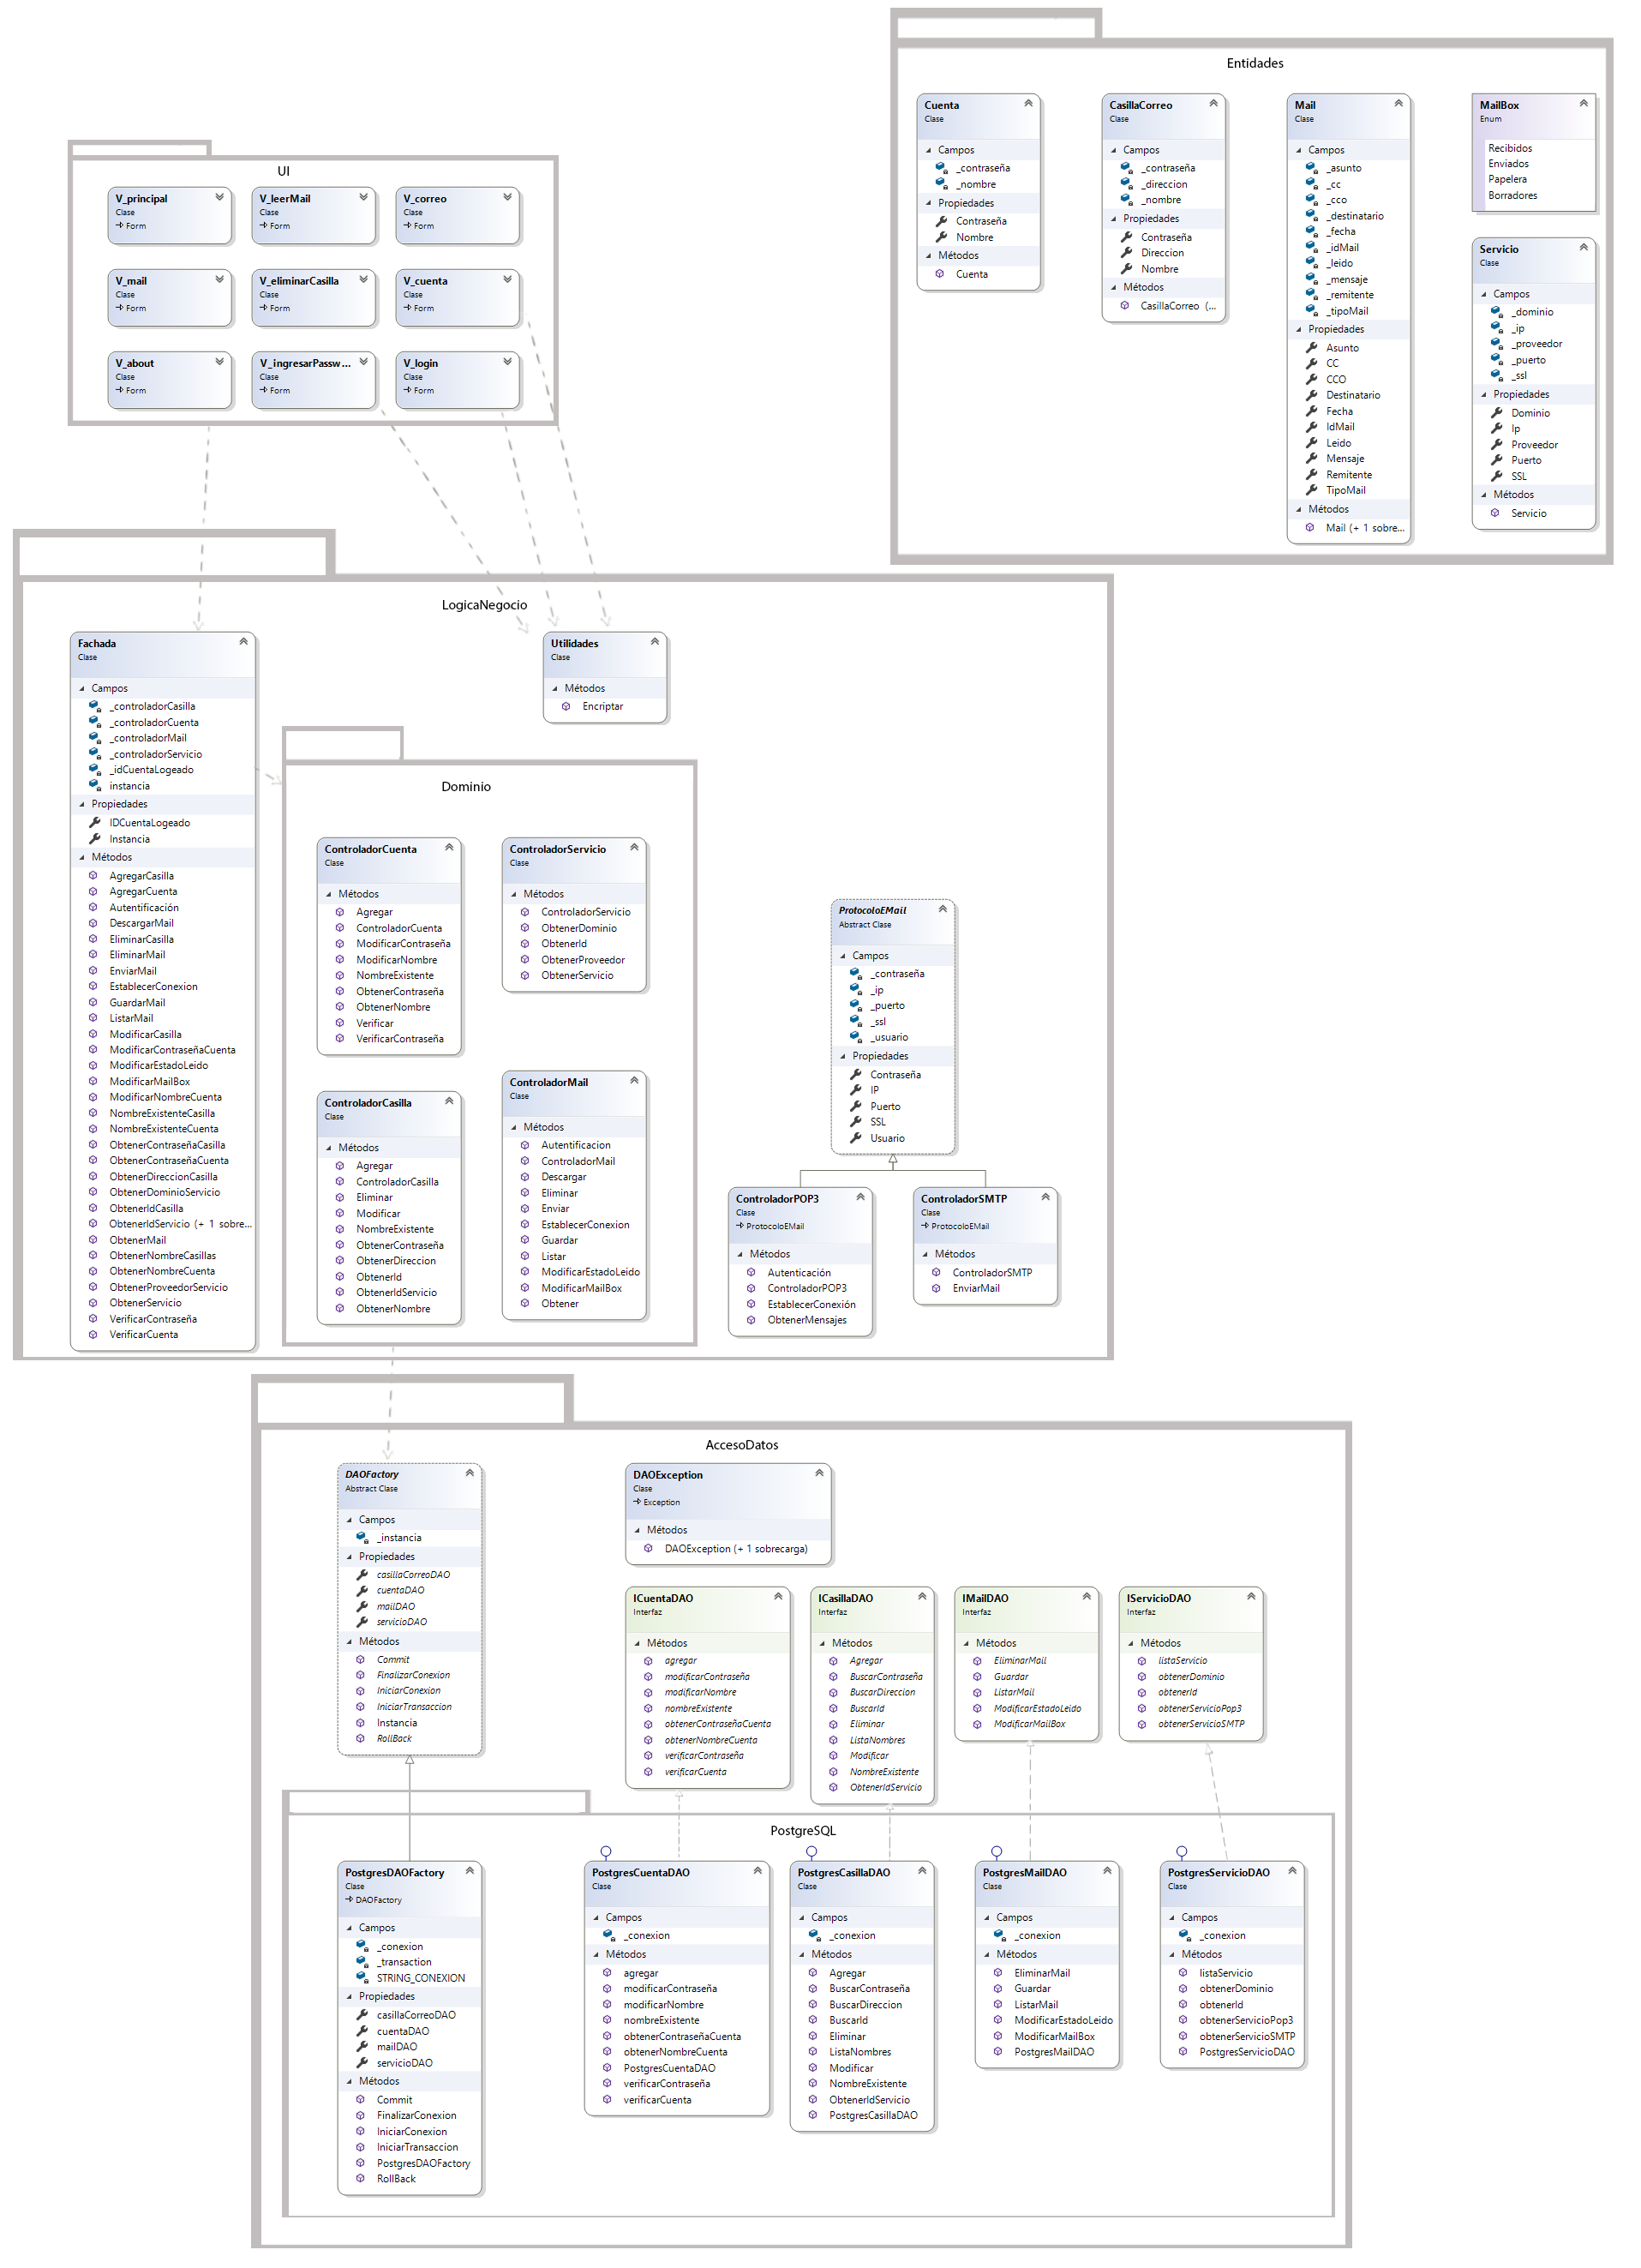 Entidades
Cuenta
Clase
Campos
_contraseña
_nombre
Propiedades
Contraseña
Nombre
Métodos
Cuenta
CasillaCorreo
Clase
Campos
_contraseña
_direccion
_nombre
Propiedades
Contraseña
Direccion
Nombre
Métodos
CasillaCorreo (...
Mail
Clase
Campos
_asunto
_cc
_cco
_destinatario
_fecha
_idMail
_leido
_mensaje
_remitente
_tipoMail
Propiedades
Asunto
CC
CCO
Destinatario
Fecha
IdMail
Leido
Mensaje
Remitente
TipoMail
Métodos
Mail (+ 1 sobre...
MailBox
Enum
Recibidos
Enviados
Papelera
Borradores
Servicio
Clase
Campos
_dominio
_ip
_proveedor
_puerto
_ssl
Propiedades
Dominio
Ip
Proveedor
Puerto
SSL
Métodos
Servicio
UI
V_principal
Clase
Form
V_leerMail
Clase
Form
V_correo
Clase
Form
V_mail
Clase
Form
V_eliminarCasilla
Clase
Form
V_cuenta
Clase
Form
V_about
Clase
Form
V_ingresarPassw...
Clase
Form
V_login
Clase
Form
LogicaNegocio
Fachada
Clase
Campos
_controladorCasilla
_controladorCuenta
_controladorMail
_controladorServicio
_idCuentaLogeado
instancia
Propiedades
IDCuentaLogeado
Instancia
Métodos
AgregarCasilla
AgregarCuenta
Autentificación
DescargarMail
EliminarCasilla
EliminarMail
EnviarMail
EstablecerConexion
GuardarMail
ListarMail
ModificarCasilla
ModificarContraseñaCuenta
ModificarEstadoLeido
ModificarMailBox
ModificarNombreCuenta
NombreExistenteCasilla
NombreExistenteCuenta
ObtenerContraseñaCasilla
ObtenerContraseñaCuenta
ObtenerDireccionCasilla
ObtenerDominioServicio
ObtenerIdCasilla
ObtenerIdServicio (+ 1 sobre...
ObtenerMail
ObtenerNombreCasillas
ObtenerNombreCuenta
ObtenerProveedorServicio
ObtenerServicio
VerificarContraseña
VerificarCuenta
Utilidades
Clase
Métodos
Encriptar
Dominio
ControladorCuenta
Clase
Métodos
Agregar
ControladorCuenta
ModificarContraseña
ModificarNombre
NombreExistente
ObtenerContraseña
ObtenerNombre
Verificar
VerificarContraseña
ControladorServicio
Clase
Métodos
ControladorServicio
ObtenerDominio
ObtenerId
ObtenerProveedor
ObtenerServicio
ControladorCasilla
Clase
Métodos
Agregar
ControladorCasilla
Eliminar
Modificar
NombreExistente
ObtenerContraseña
ObtenerDireccion
ObtenerId
ObtenerIdServicio
ObtenerNombre
ControladorMail
Clase
Métodos
Autentificacion
ControladorMail
Descargar
Eliminar
Enviar
EstablecerConexion
Guardar
Listar
ModificarEstadoLeido
ModificarMailBox
Obtener
ProtocoloEMail
Abstract Clase
Campos
_contraseña
_ip
_puerto
_ssl
_usuario
Propiedades
Contraseña
IP
Puerto
SSL
Usuario
ControladorPOP3
Clase
ProtocoloEMail
Métodos
Autenticación
ControladorPOP3
EstablecerConexión
ObtenerMensajes
ControladorSMTP
Clase
ProtocoloEMail
Métodos
ControladorSMTP
EnviarMail
AccesoDatos
DAOFactory
Abstract Clase
Campos
_instancia
Propiedades
casillaCorreoDAO
cuentaDAO
mailDAO
servicioDAO
Métodos
Commit
FinalizarConexion
IniciarConexion
IniciarTransaccion
Instancia
RollBack
DAOException
Clase
Exception
Métodos
DAOException (+ 1 sobrecarga)
ICuentaDAO
Interfaz
Métodos
agregar
modificarContraseña
modificarNombre
nombreExistente
obtenerContraseñaCuenta
obtenerNombreCuenta
verificarContraseña
verificarCuenta
ICasillaDAO
Interfaz
Métodos
Agregar
BuscarContraseña
BuscarDireccion
BuscarId
Eliminar
ListaNombres
Modificar
NombreExistente
ObtenerIdServicio
IMailDAO
Interfaz
Métodos
EliminarMail
Guardar
ListarMail
ModificarEstadoLeido
ModificarMailBox
IServicioDAO
Interfaz
Métodos
listaServicio
obtenerDominio
obtenerId
obtenerServicioPop3
obtenerServicioSMTP
PostgreSQL
PostgresDAOFactory
Clase
DAOFactory
Campos
_conexion
_transaction
STRING_CONEXION
Propiedades
casillaCorreoDAO
cuentaDAO
mailDAO
servicioDAO
Métodos
Commit
FinalizarConexion
IniciarConexion
IniciarTransaccion
PostgresDAOFactory
RollBack
PostgresCuentaDAO
Clase
Campos
_conexion
Métodos
agregar
modificarContraseña
modificarNombre
nombreExistente
obtenerContraseñaCuenta
obtenerNombreCuenta
PostgresCuentaDAO
verificarContraseña
verificarCuenta
PostgresCasillaDAO
Clase
Campos
_conexion
Métodos
Agregar
BuscarContraseña
BuscarDireccion
BuscarId
Eliminar
ListaNombres
Modificar
NombreExistente
ObtenerIdServicio
PostgresCasillaDAO
PostgresMailDAO
Clase
Campos
_conexion
Métodos
EliminarMail
Guardar
ListarMail
ModificarEstadoLeido
ModificarMailBox
PostgresMailDAO
PostgresServicioDAO
Clase
Campos
_conexion
Métodos
listaServicio
obtenerDominio
obtenerId
obtenerServicioPop3
obtenerServicioSMTP
PostgresServicioDAO